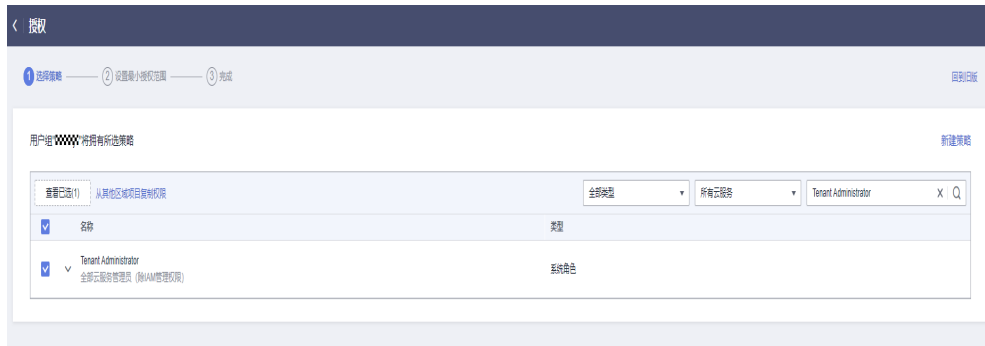 授权
1 选择策略 2 设置最小授权范围 3 完成 回到旧版
用户组"将拥有所选策略 新建策略
查看已选(1) 从其他区域项目复制权限 全部类型 所有云服务 Tenant Administrator
名称 类型
Tenant Administrator 系统角色
全部云服务管理员（除IAM管理权限）